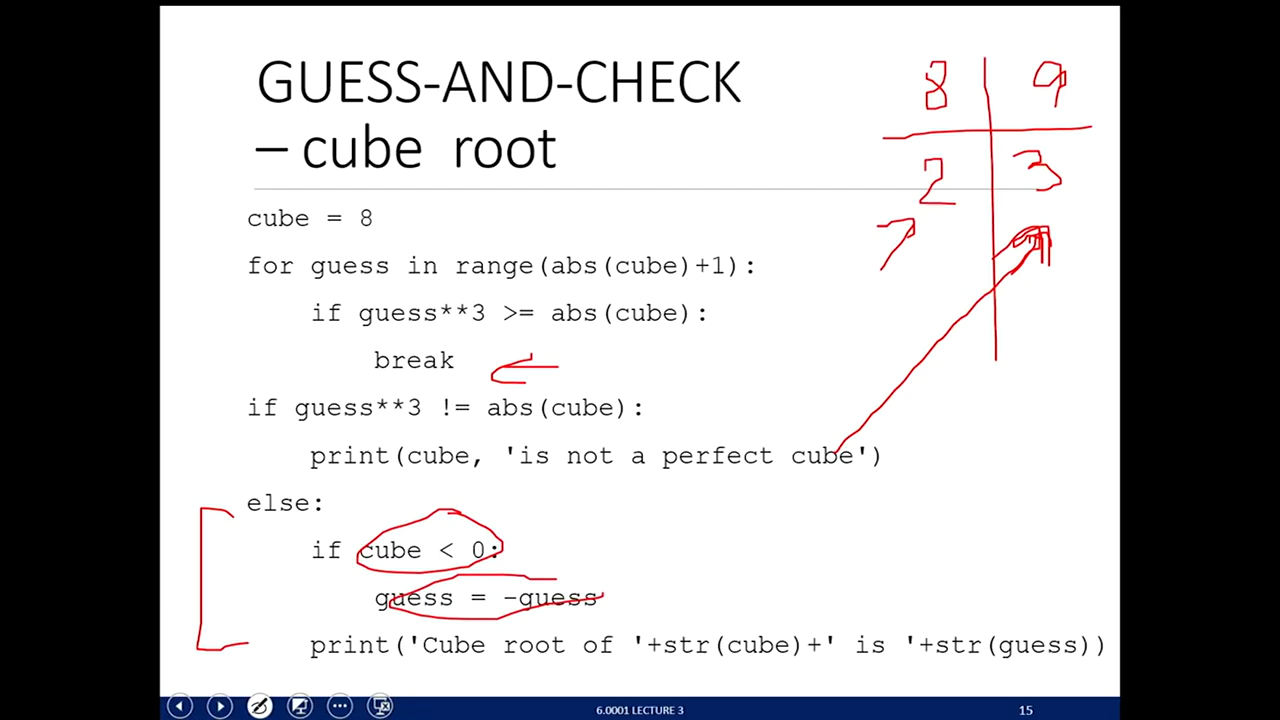 GUESS-AND-CHECK
– cube root
8 9
2 3
cube = 8
for guess in range(abs(cube)+1):
if guess**3 >= abs(cube):
break
if guess**3 != abs(cube):
print(cube, 'is not a perfect cube')
else:
if cube < 0:
guess = -guess
print('Cube root of '+str(cube)+' is '+str(guess))
6.0001 LECTURE 3
15